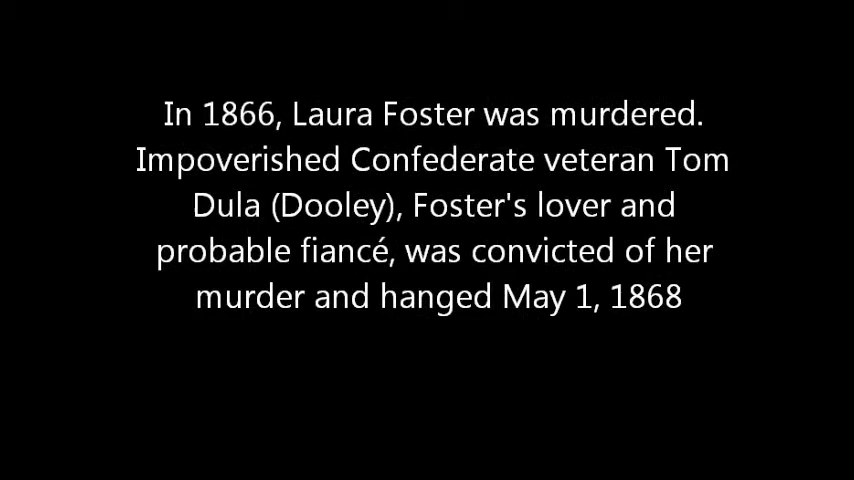 In 1866, Laura Foster was murdered.
Impoverished Confederate veteran Tom
Dula (Dooley), Foster's lover and
probable fiancé, was convicted of her
murder and hanged May 1, 1868